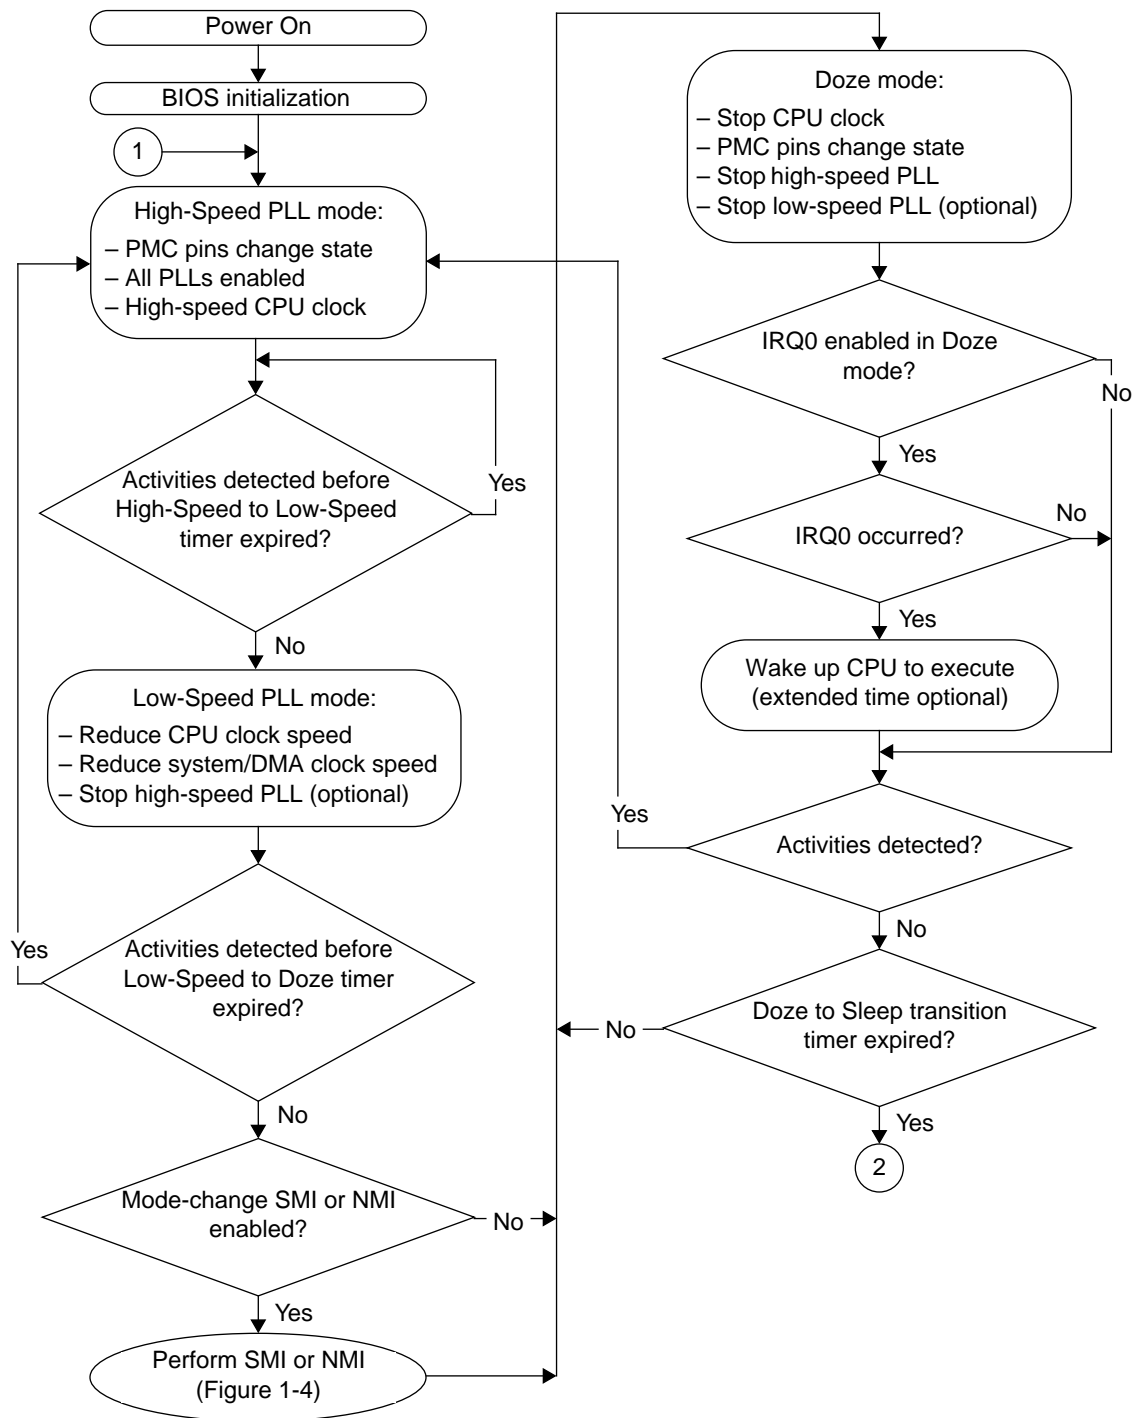 Power On
BIOS initialization
1
High-Speed PLL mode:
– PMC pins change state
– All PLLs enabled
– High-speed CPU clock
Activities detected before
High-Speed to Low-Speed
timer expired?
Yes
No
Low-Speed PLL mode:
– Reduce CPU clock speed
– Reduce system/DMA clock speed
– Stop high-speed PLL (optional)
Activities detected before
Low-Speed to Doze timer
expired?
Yes
No
Mode-change SMI or NMI
enabled?
No
Yes
Perform SMI or NMI
(Figure 1-4)
Doze mode:
– Stop CPU clock
– PMC pins change state
– Stop high-speed PLL
– Stop low-speed PLL (optional)
IRQ0 enabled in Doze
mode?
No
Yes
IRQ0 occurred?
No
Yes
Wake up CPU to execute
(extended time optional)
Activities detected?
Yes
No
Doze to Sleep transition
timer expired?
No
Yes
2